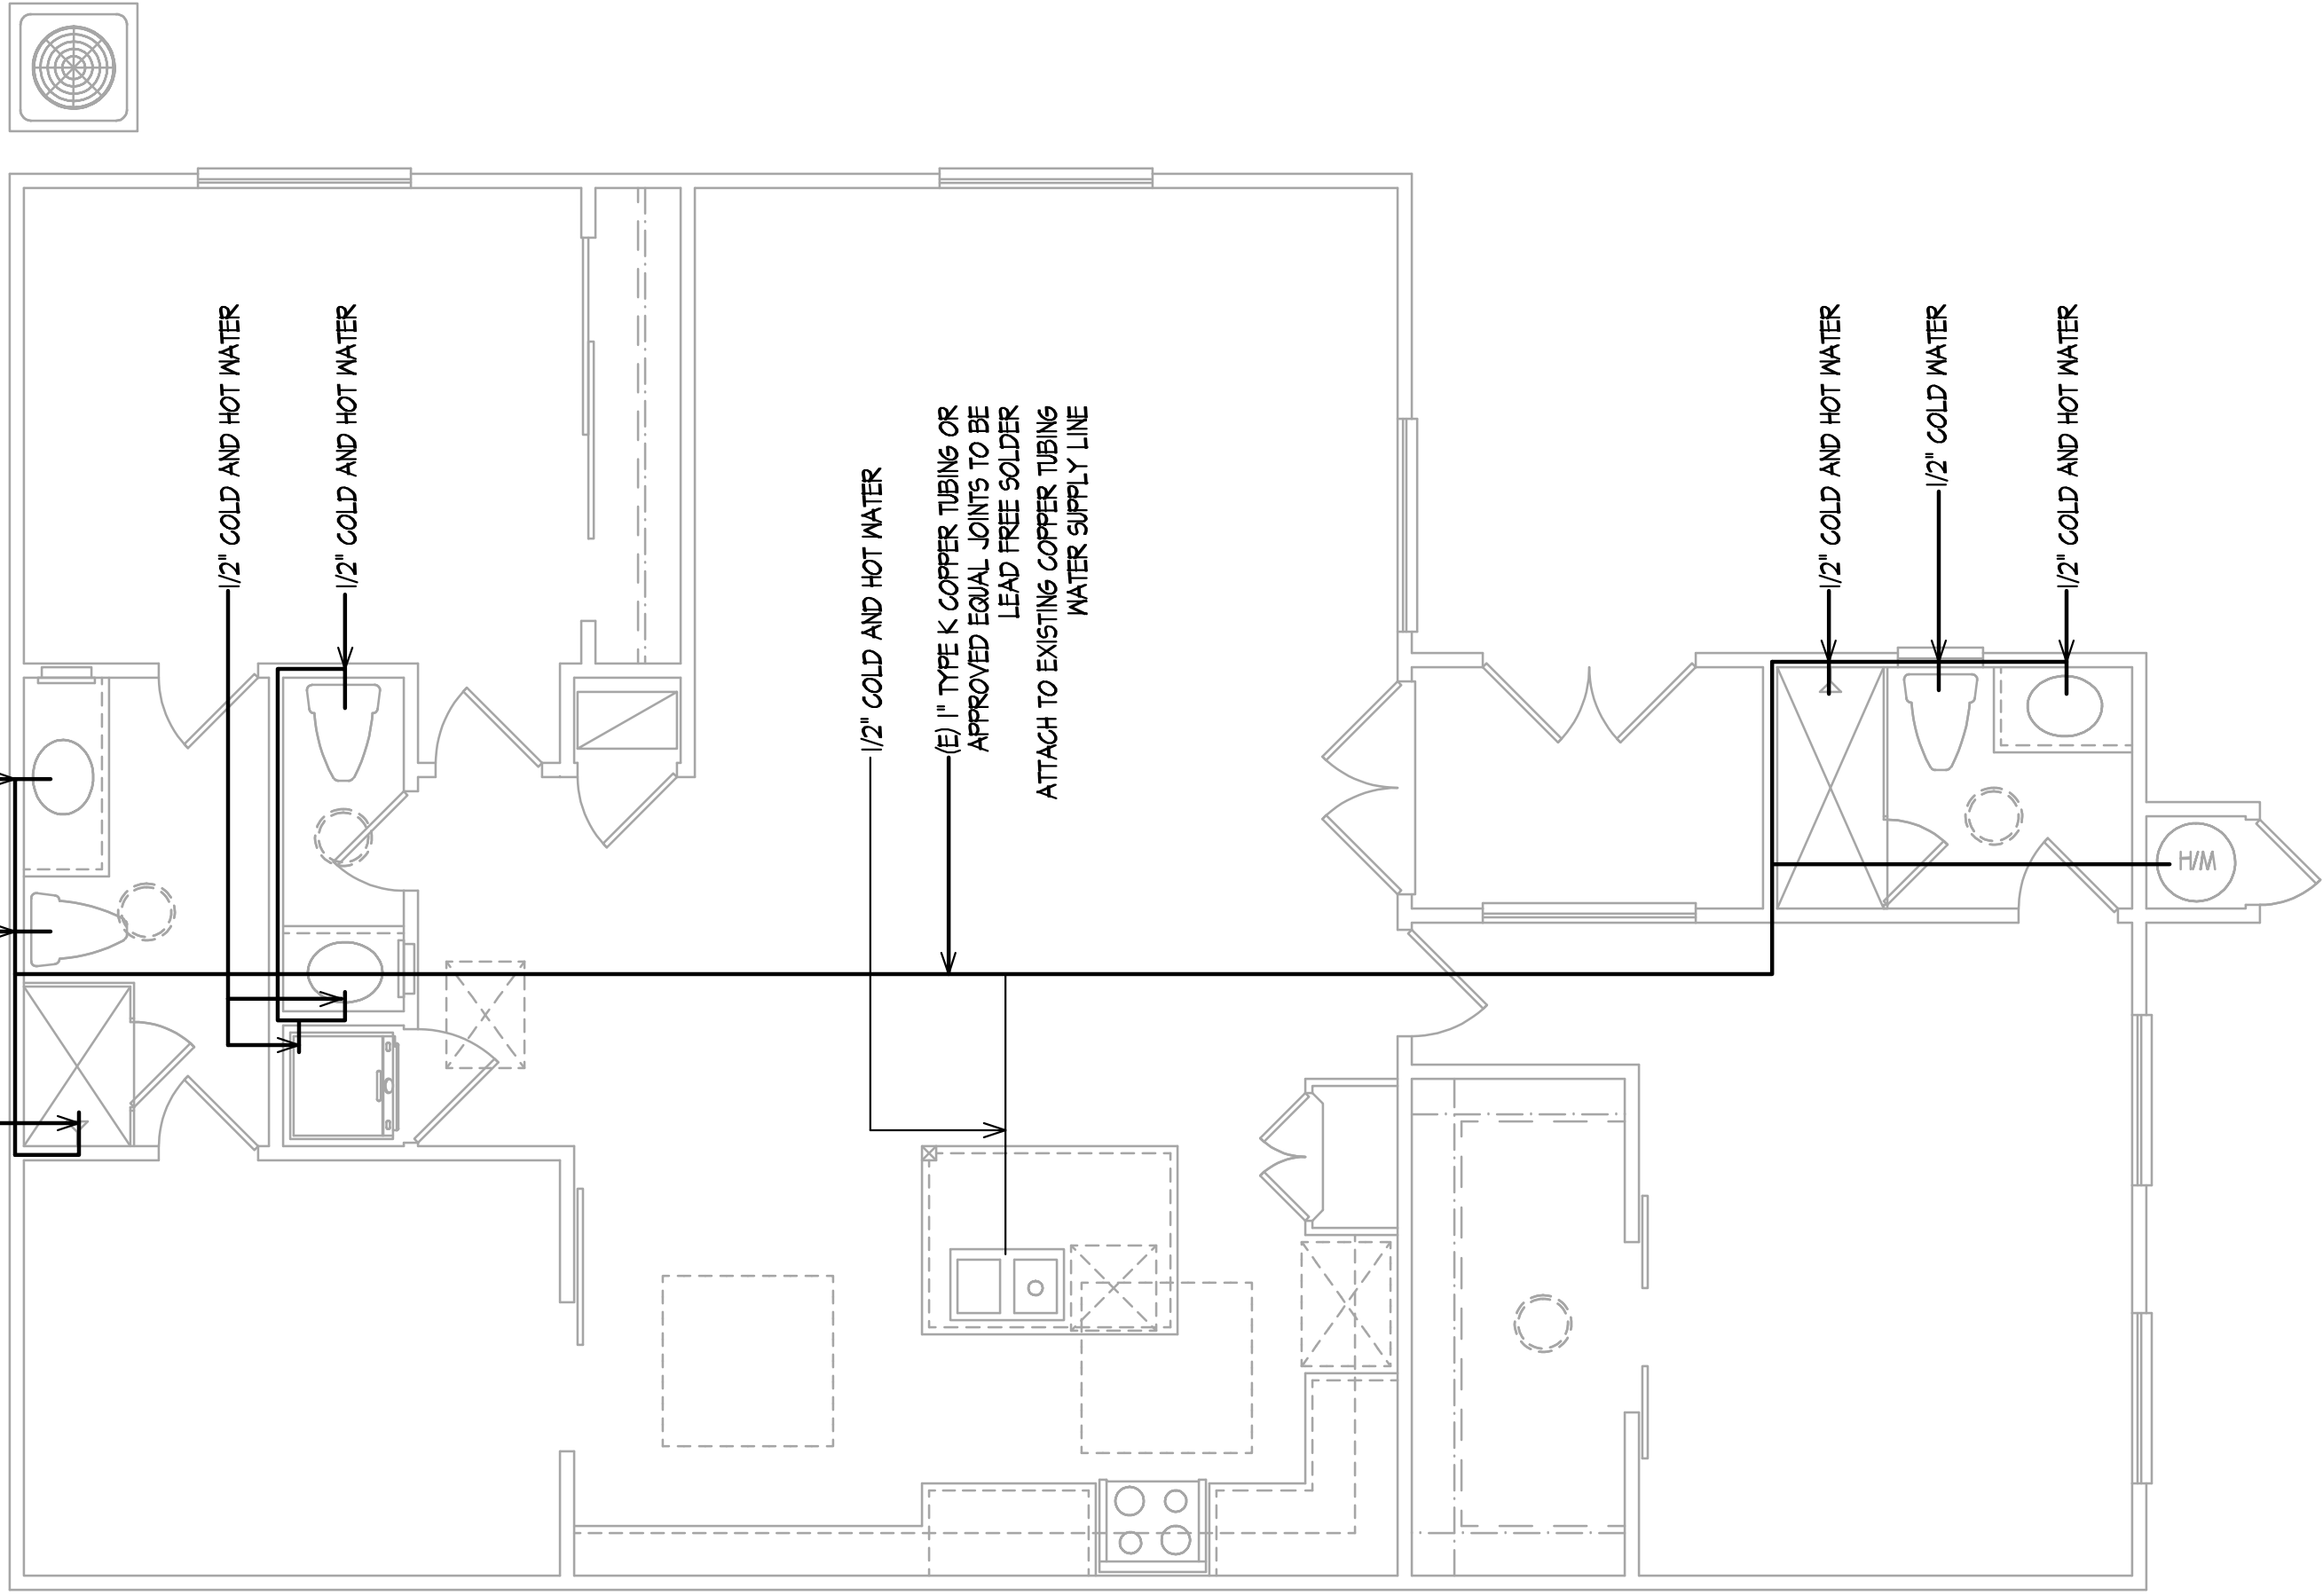 1/2" COLD AND HOT WATER
1/2" COLD AND HOT WATER
1/2" COLD AND HOT WATER
(E) 1" TYPE K COPPER TUBING OR
APPROVED EQUAL JOINTS TO BE
LEAD FREE SOLDER
ATTACH TO EXISTING COPPER TUBING
WATER SUPPLY LINE
1/2" COLD AND HOT WATER
1/2" COLD WATER
1/2" COLD AND HOT WATER
W/H